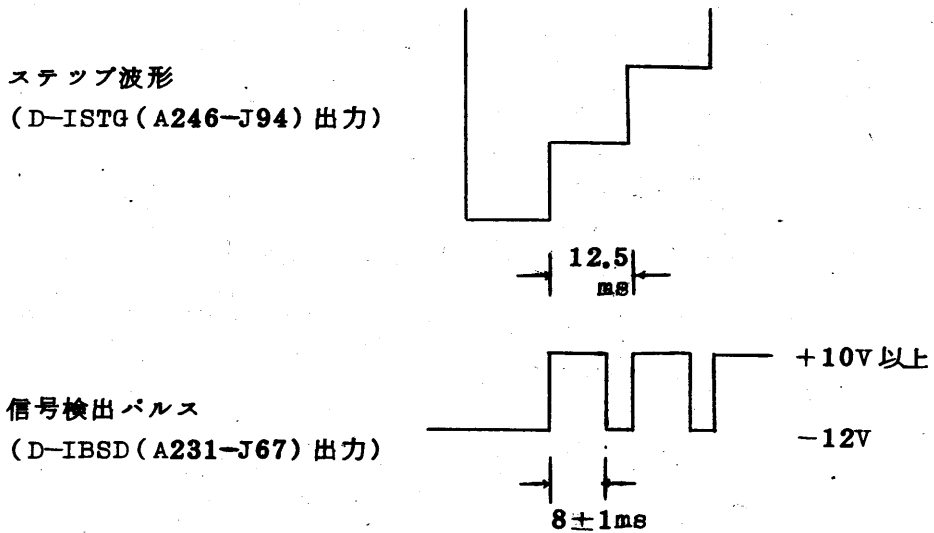 ステップ波形
(D-ISTG(A246-J94)出力)
12.5
ms
+10V以上
信号検出パルス
-12V
(D-IBSD(A231-J67)出力)
8±1ms